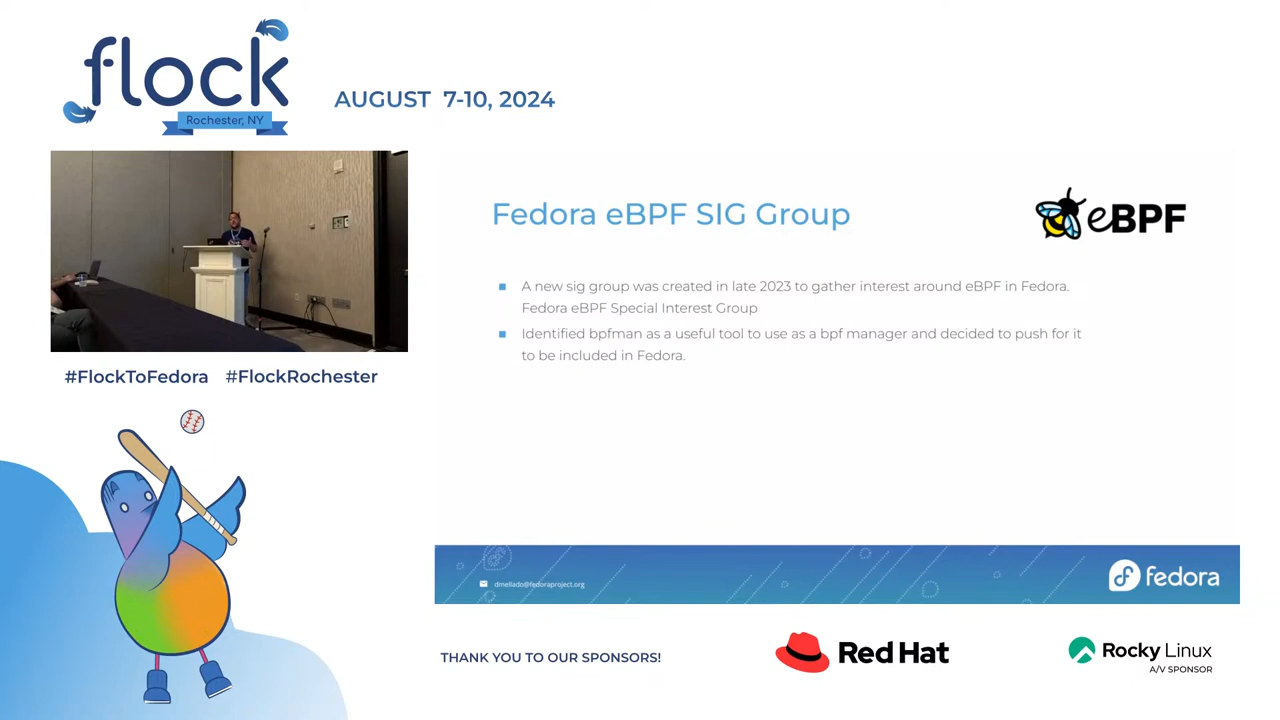 flock
Rochester, NY
AUGUST 7-10, 2024
#FlockToFedora #FlockRochester
Fedora eBPF SIG Group
eBPF
A new sig group was created in late 2023 to gather interest around eBPF in Fedora.
Fedora eBPF Special Interest Group
Identified bpfman as a useful tool to use as a bpf manager and decided to push for it
to be included in Fedora.
dmellado@fedoraproject.org
fedora
THANK YOU TO OUR SPONSORS!
Red Hat
Rocky Linux
A/V SPONSOR